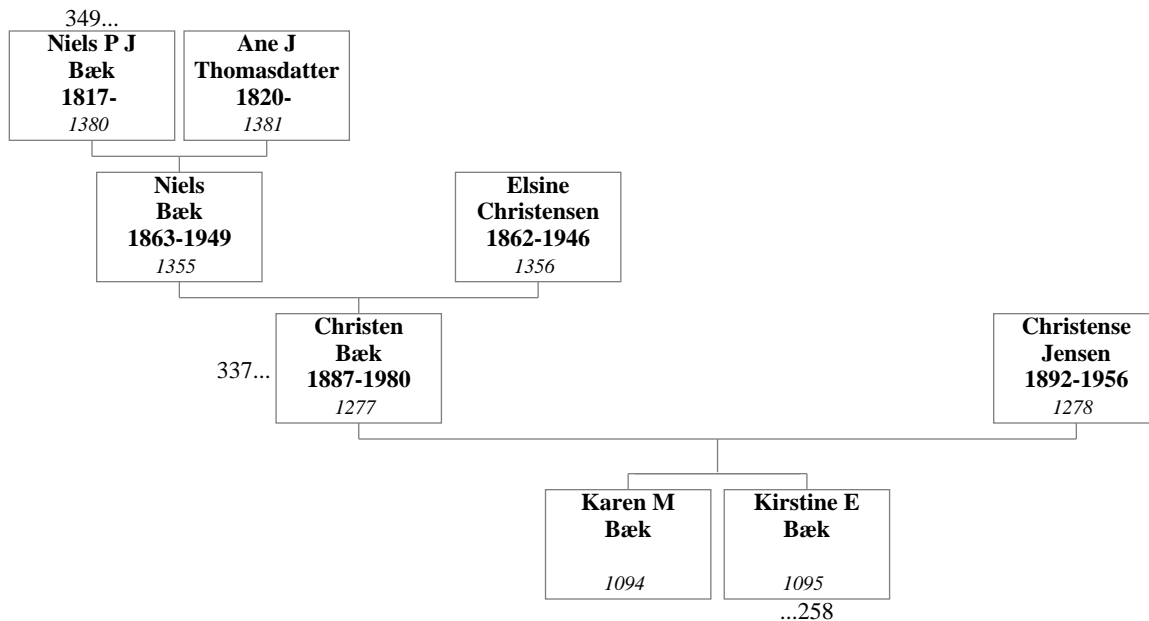 349...
Niels P J
Bæk
1817-
1380
Ane J
Thomasdatter
1820-
1381
Niels
Bæk
1863-1949
1355
Elsine
Christensen
1862-1946
1356
337...
Christen
Bæk
1887-1980
1277
Christense
Jensen
1892-1956
1278
Karen M
Bæk
1094
Kirstine E
Bæk
1095
...258